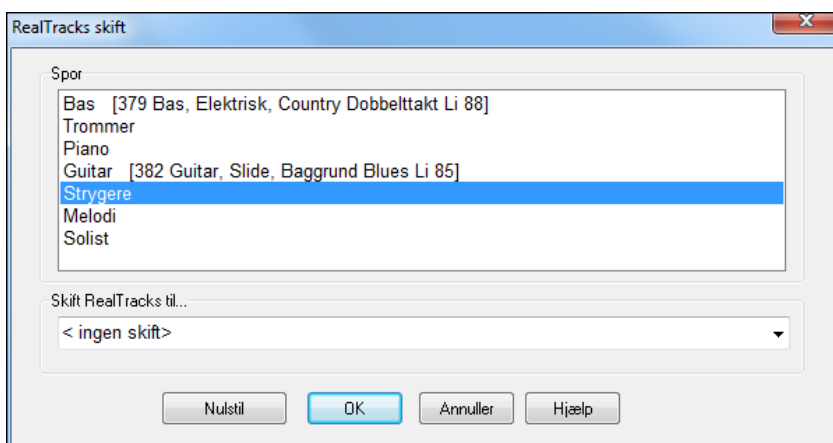 RealTracks skift
Spor
Bas [379 Bas, Elektrisk, Country Dobbelttakt Li 88]
Trommer
Piano
Guitar [382 Guitar, Slide, Baggrund Blues Li 85]
Strygere
Melodi
Solist
Skift RealTracks til...
< ingen skift>
Nulstil OK Annuller Hjælp